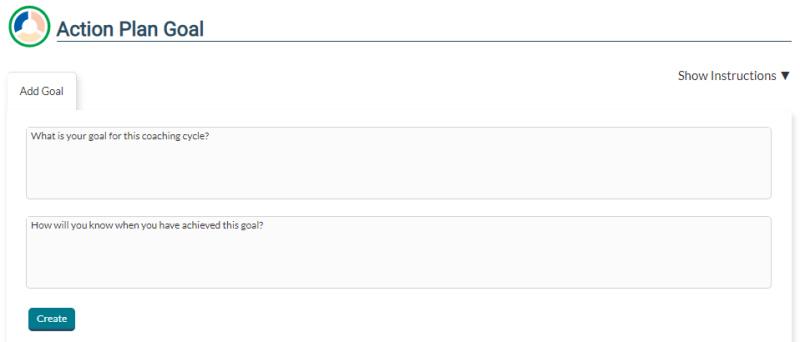 Action Plan Goal
Show Instructions ▼
Add Goal
What is your goal for this coaching cycle?
How will you know when you have achieved this goal?
Create